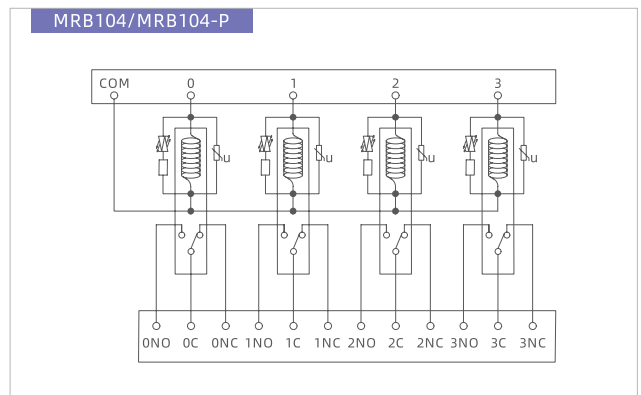 MRB104/MRB104-P
COM 0 1 2 3
u u u u
0NO 0C 0NC 1NO 1C 1NC 2NO 2C 2NC 3NO 3C 3NC